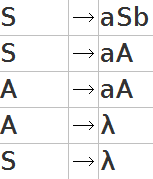 S → aSb
S → aA
A → aA
A → λ
S → λ